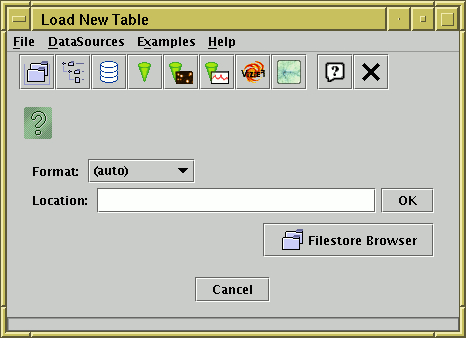 Load New Table
File DataSources Examples Help
VizieR
Format: (auto)
Location: OK
Filestore Browser
Cancel